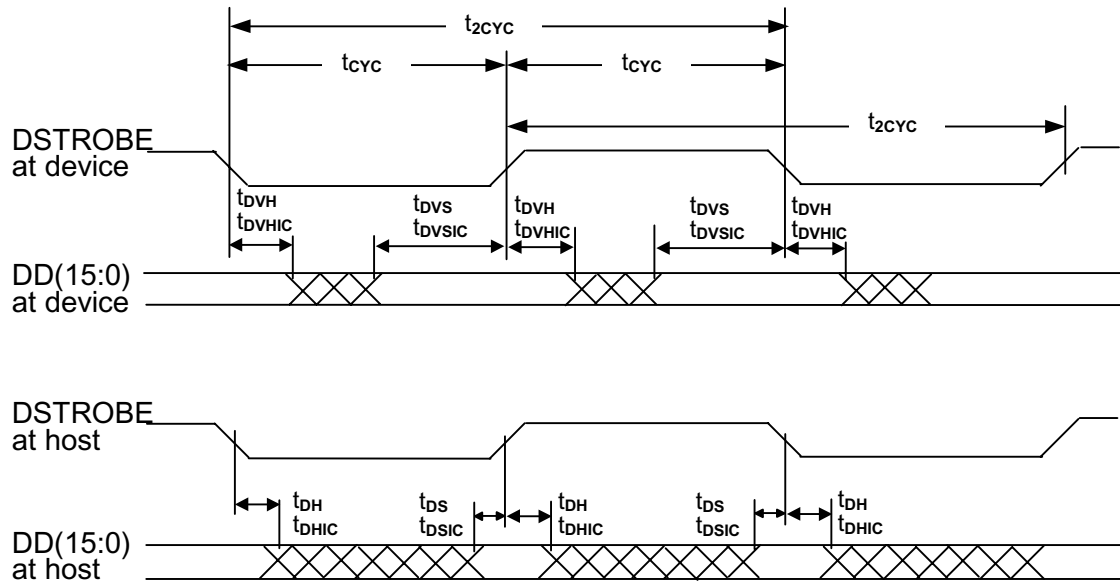 t2CYC
tCYC tCYC
t2CYC
DSTROBE
at device
tDVH tDVS tDVH tDVS tDVH
tDVHIC tDVSIC tDVHIC tDVSIC tDVHIC
DD(15:0)
at device
DSTROBE
at host
tDH tDS tDH tDS tDH
tDHIC tDSIC tDHIC tDSIC tDHIC
DD(15:0)
at host